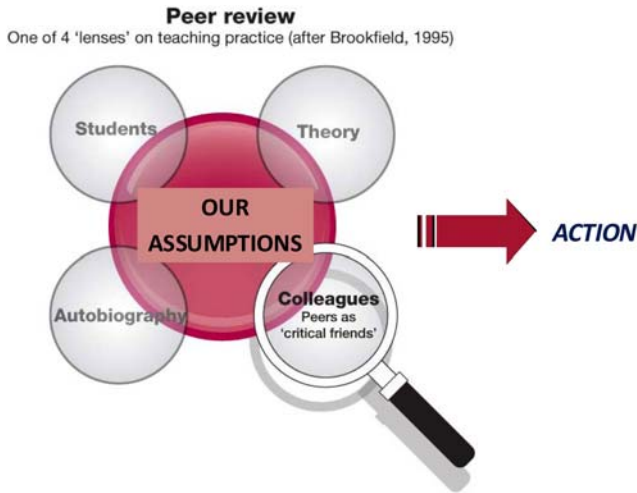 Peer review
One of 4 ‘lenses’ on teaching practice (after Brookfield, 1995)
Students
Theory
OUR
ASSUMPTIONS
ACTION
Autobiography
Colleagues
Peers as
‘critical friends’